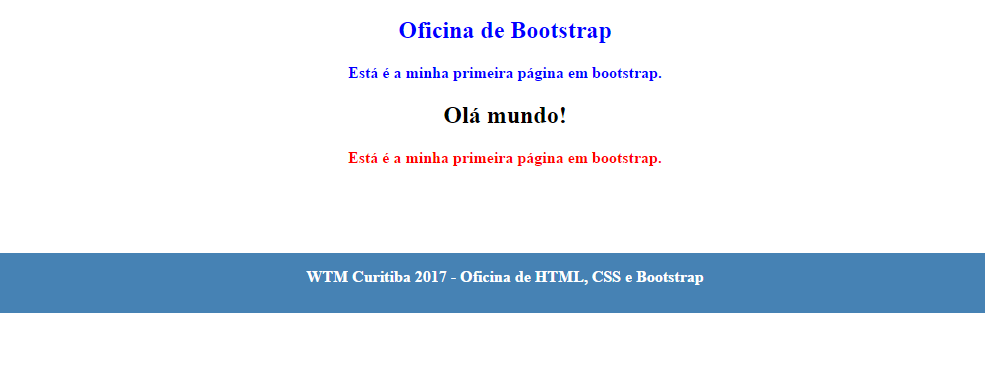 Oficina de Bootstrap
Está é a minha primeira página em bootstrap.
Olá mundo!
Está é a minha primeira página em bootstrap.
WTM Curitiba 2017 - Oficina de HTML, CSS e Bootstrap